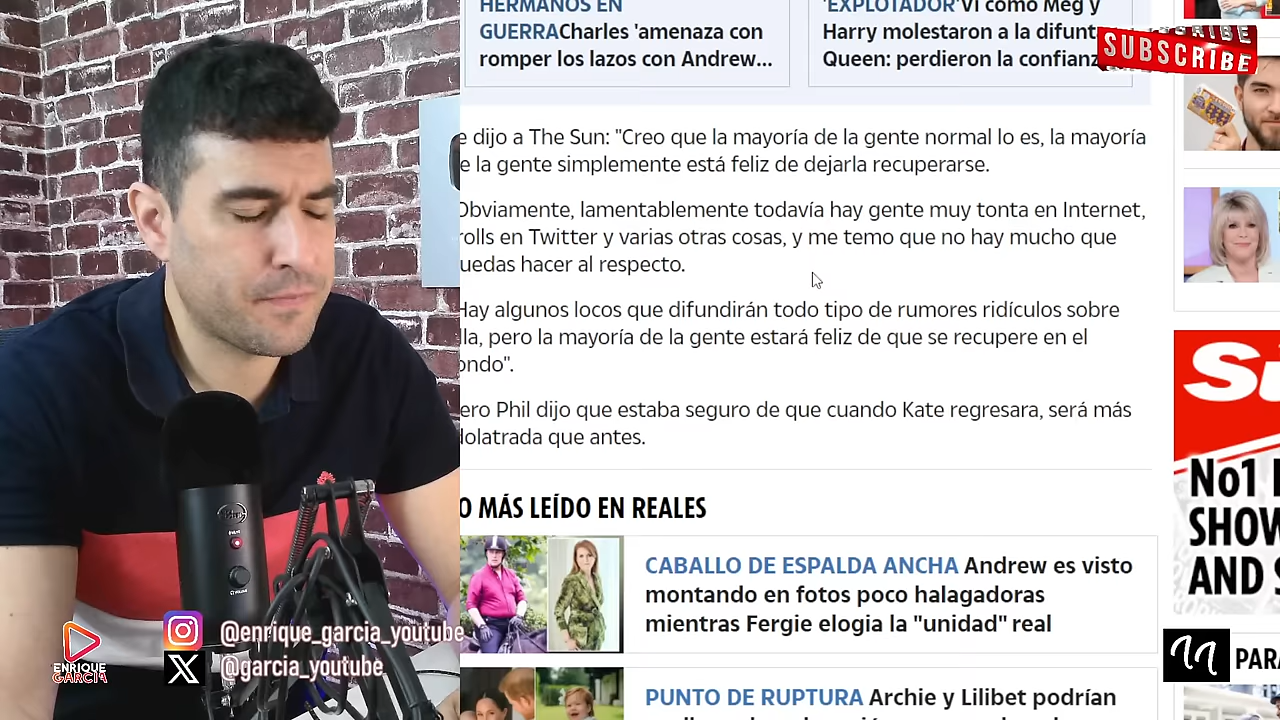 HERMANOS EN
GUERRACharles 'amenaza con
romper los lazos con Andrew...
'EXPLOTADOR'Vi cómo Meg y
Harry molestaron a la difunt
Queen: perdieron la confianz
SUBSCRIBE
e dijo a The Sun: "Creo que la mayoría de la gente normal lo es, la mayoría
e la gente simplemente está feliz de dejarla recuperarse.
Obviamente, lamentablemente todavía hay gente muy tonta en Internet,
rolls en Twitter y varias otras cosas, y me temo que no hay mucho que
uedas hacer al respecto.
Hay algunos locos que difundirán todo tipo de rumores ridículos sobre
lla, pero la mayoría de la gente estará feliz de que se recupere en el
ondo".
ero Phil dijo que estaba seguro de que cuando Kate regresara, será más
dolatrada que antes.
O MÁS LEÍDO EN REALES
CABALLO DE ESPALDA ANCHA Andrew es visto
montando en fotos poco halagadoras
mientras Fergie elogia la "unidad" real
PUNTO DE RUPTURA Archie y Lilibet podrían
No1
SHOW
AND
PARA
@enrique_garcia_youtube
@garcia_youtube
ENRIQUE
GARCIA